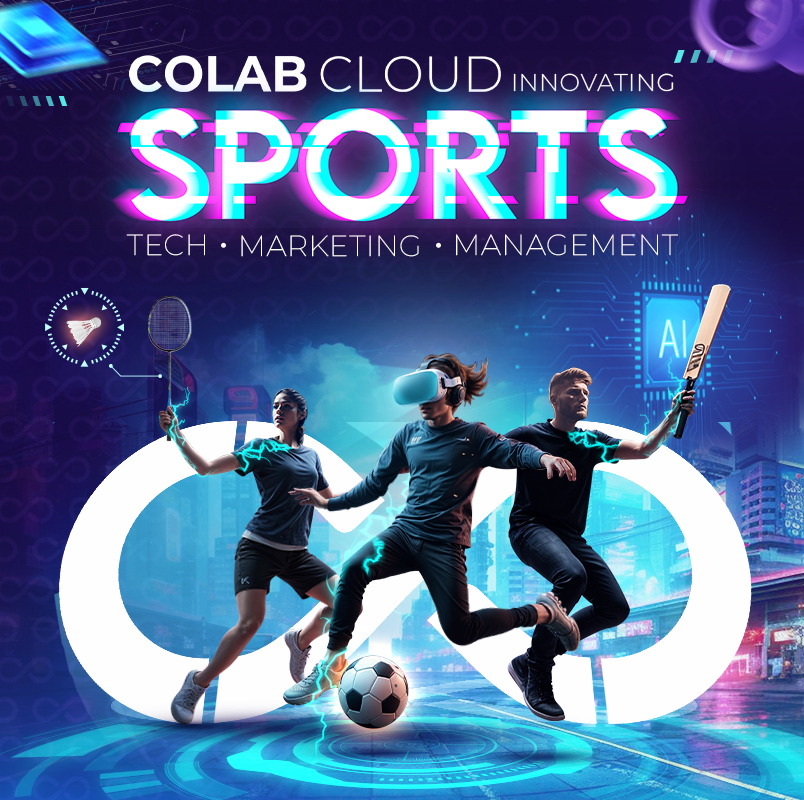 COLAB CLOUD INNOVATING
SPORTS
TECH • MARKETING • MANAGEMENT
AI